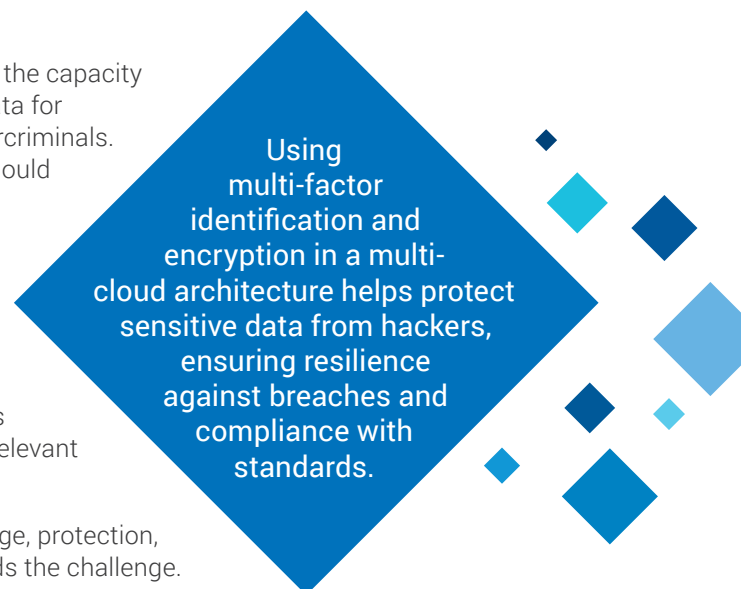 the capacity
ta for
rcriminals.
ould
s
elevant
ge, protection,
ds the challenge.
Using
multi-factor
identification and
encryption in a multi-
cloud architecture helps protect
sensitive data from hackers,
ensuring resilience
against breaches and
compliance with
standards.